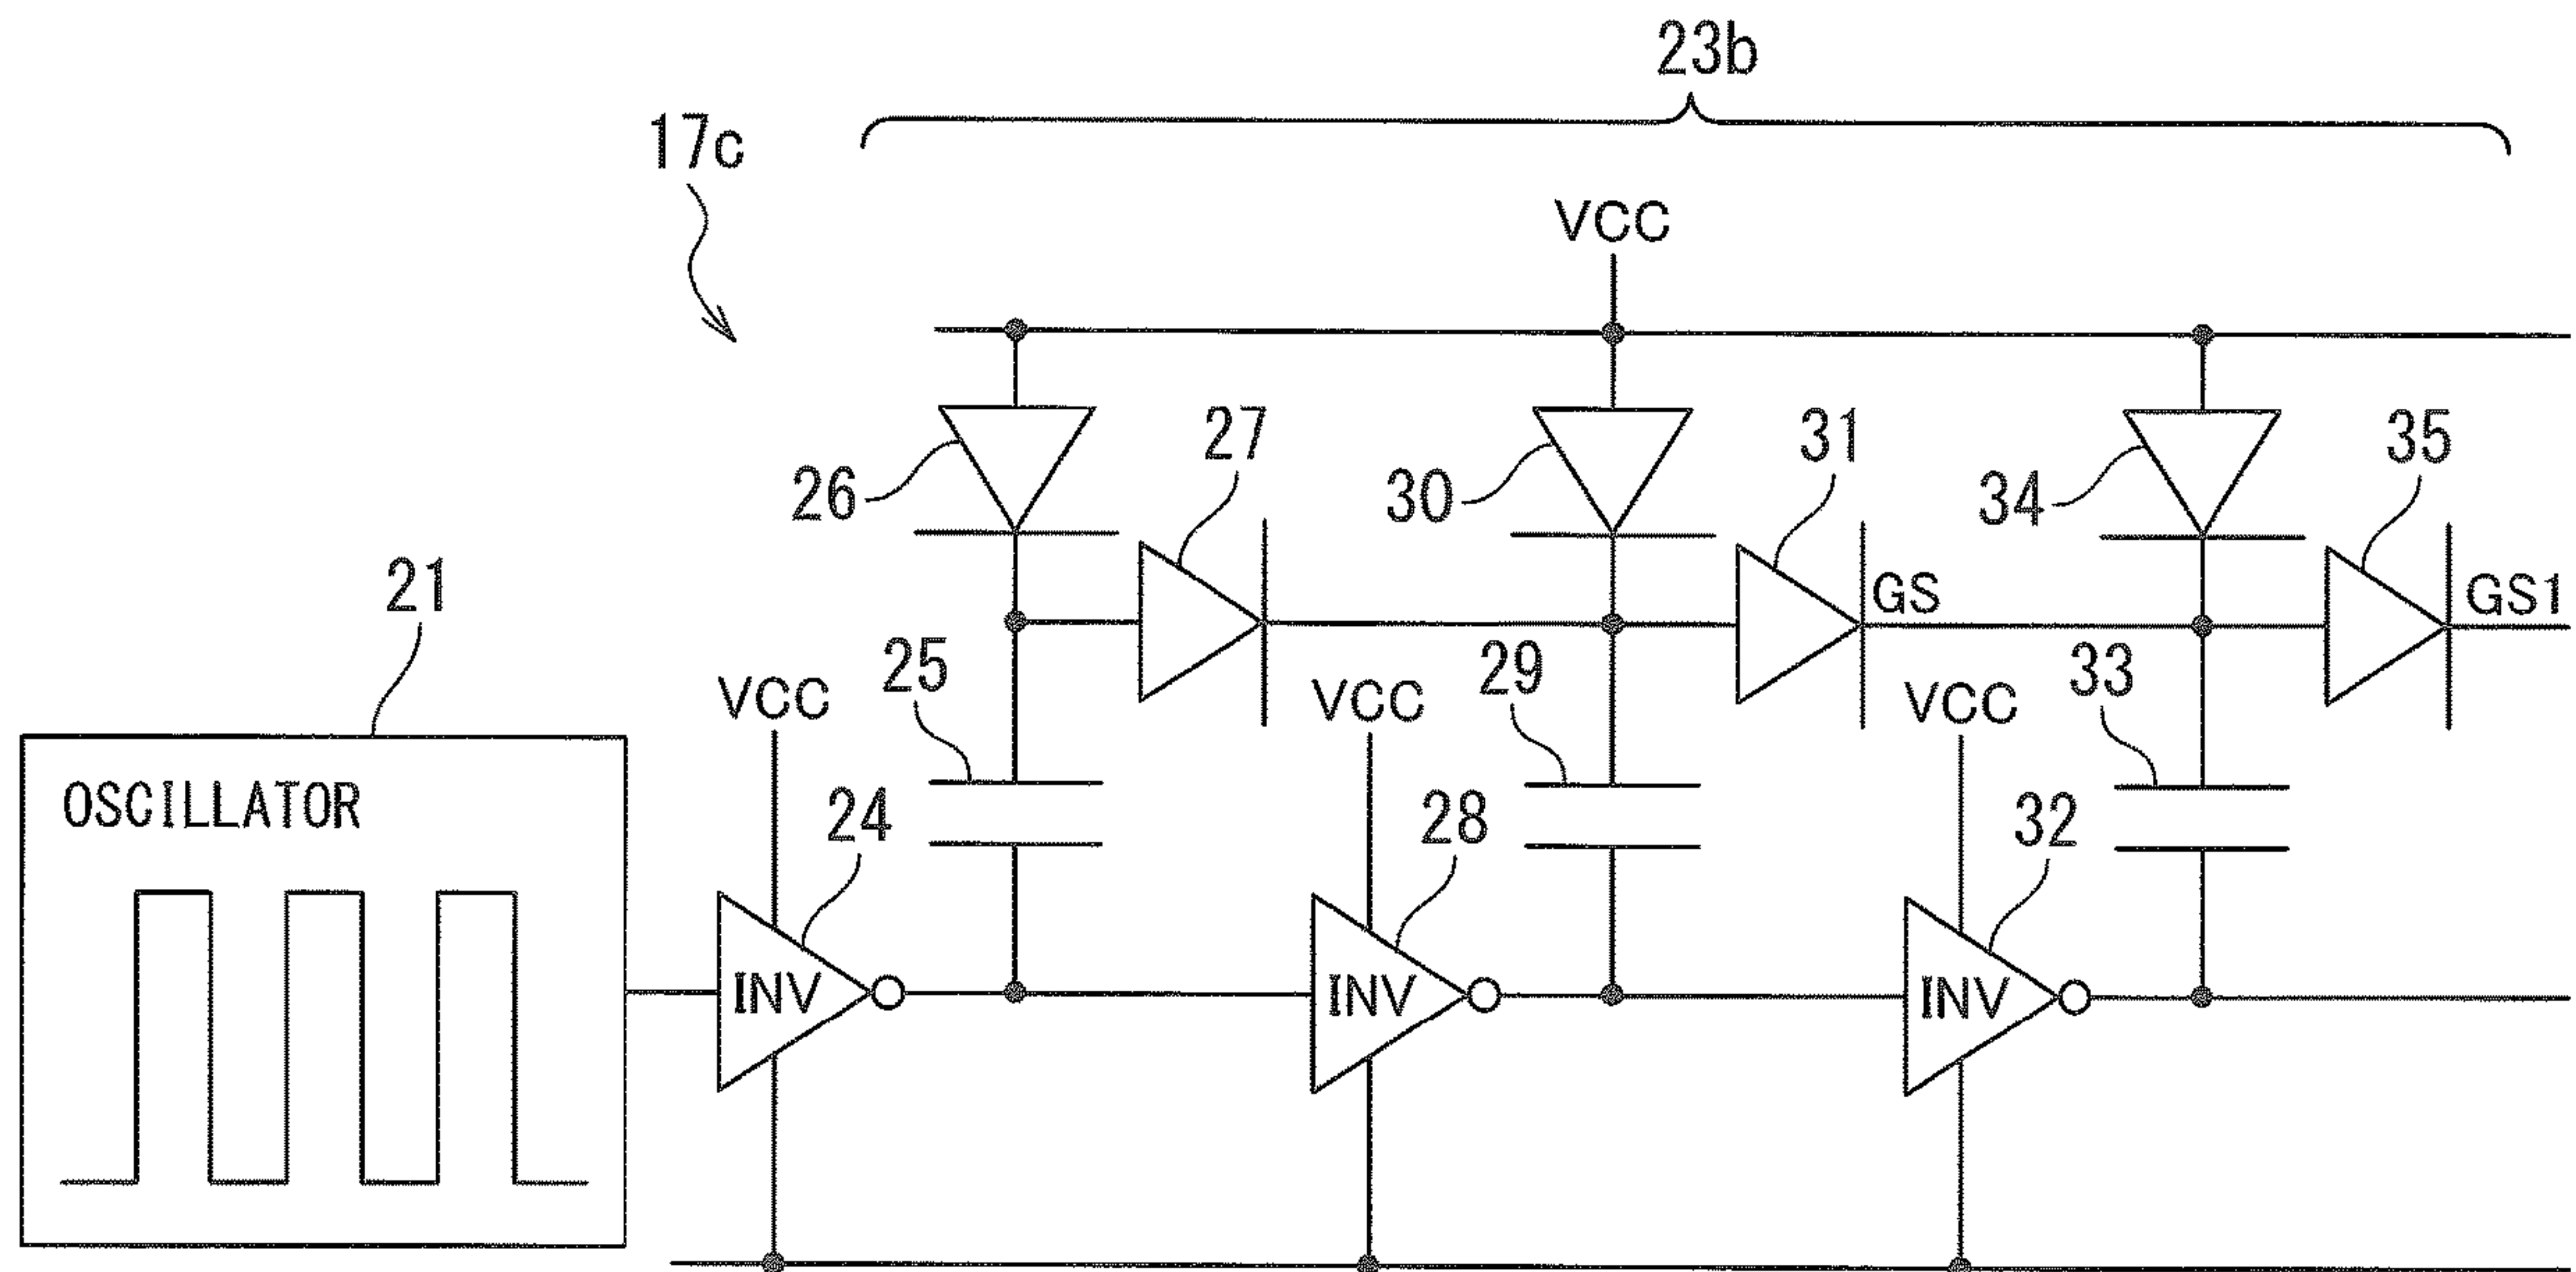 23b
17c
VCC
26
27
30
31
34
35
21
GS
GS1
25
VCC
29
VCC
33
VCC
OSCILLATOR
24
28
32
INV
INV
INV